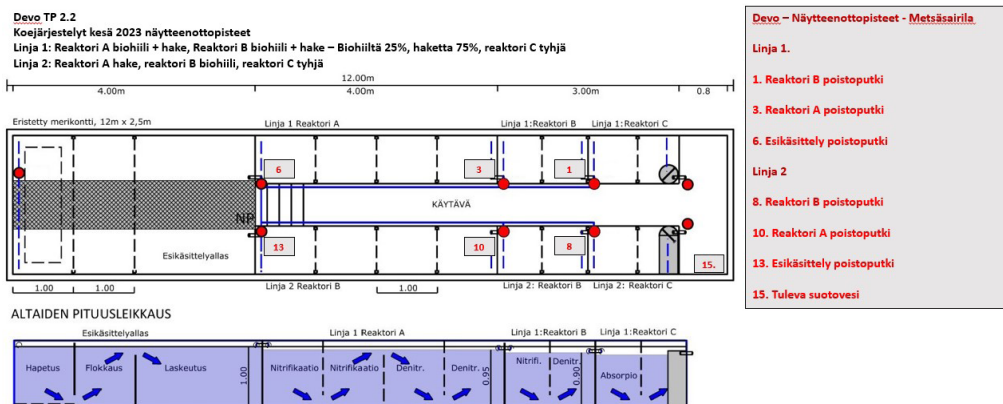 Devo TP 2.2
Koejärjestelyt kesä 2023 näytteenottopisteet
Linja 1: Reaktori A biohiili + hake, Reaktori B biohiili + hake – Biohiiltä 25%, haketta 75%, reaktori C tyhjä
Linja 2: Reaktori A hake, reaktori B biohiili, reaktori C tyhjä
12.00m
4.00m 4.00m 3.00m 0.8
Eristetty merikontti, 12m x 2,5m
Linja 1 Reaktori A
Linja 1:Reaktori B
Linja 1:Reaktori C
6
3
1
KÄYTÄVÄ
NP
13
10
8
15.
Esikäsittelyallas
1.00 1.00
Linja 2 Reaktori B
1.00
Linja 2: Reaktori B
Linja 2: Reaktori C
ALTAIDEN PITUUSLEIKKAUS
Esikäsittelyallas
Linja 1 Reaktori A
Linja 1:Reaktori B
Linja 1:Reaktori C
Hapetus
Flokkaus
Laskeutus
1.00
Nitrifikaatio
Nitrifikaatio
Denitr.
Denitr.
0.95
Nitrifi.
Denitr.
0.90
Absorpio
Devo – Näytteenottopisteet - Metsäsairila
Linja 1.
1. Reaktori B poistoputki
3. Reaktori A poistoputki
6. Esikäsittely poistoputki
Linja 2
8. Reaktori B poistoputki
10. Reaktori A poistoputki
13. Esikäsittely poistoputki
15. Tuleva suotovesi